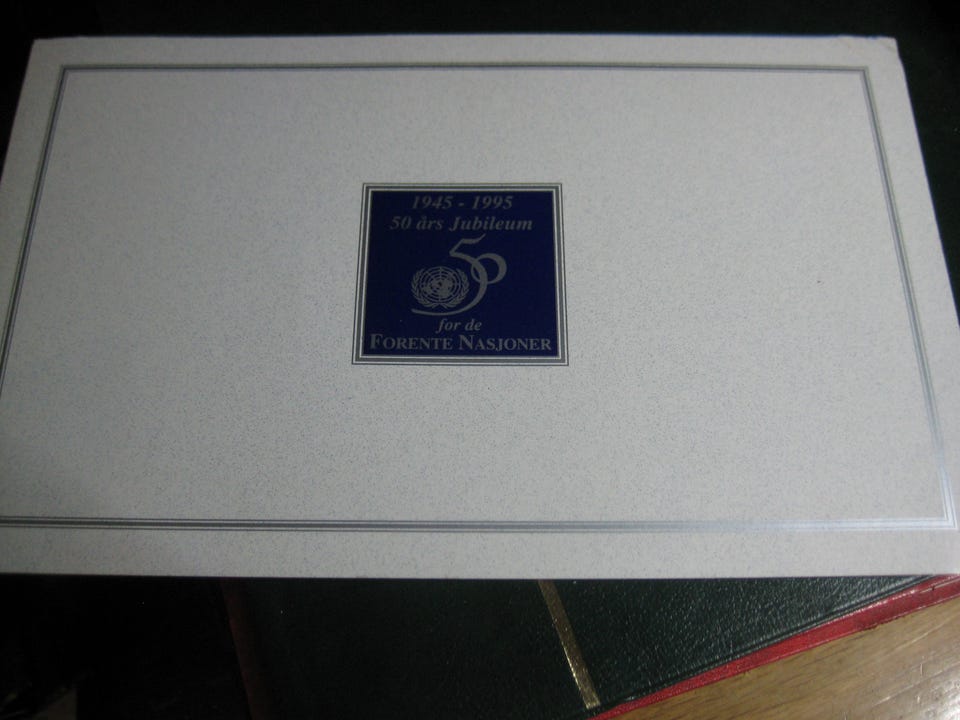 1945 - 1995
50 års Jubileum
50
for de
FORENTE NASJONER